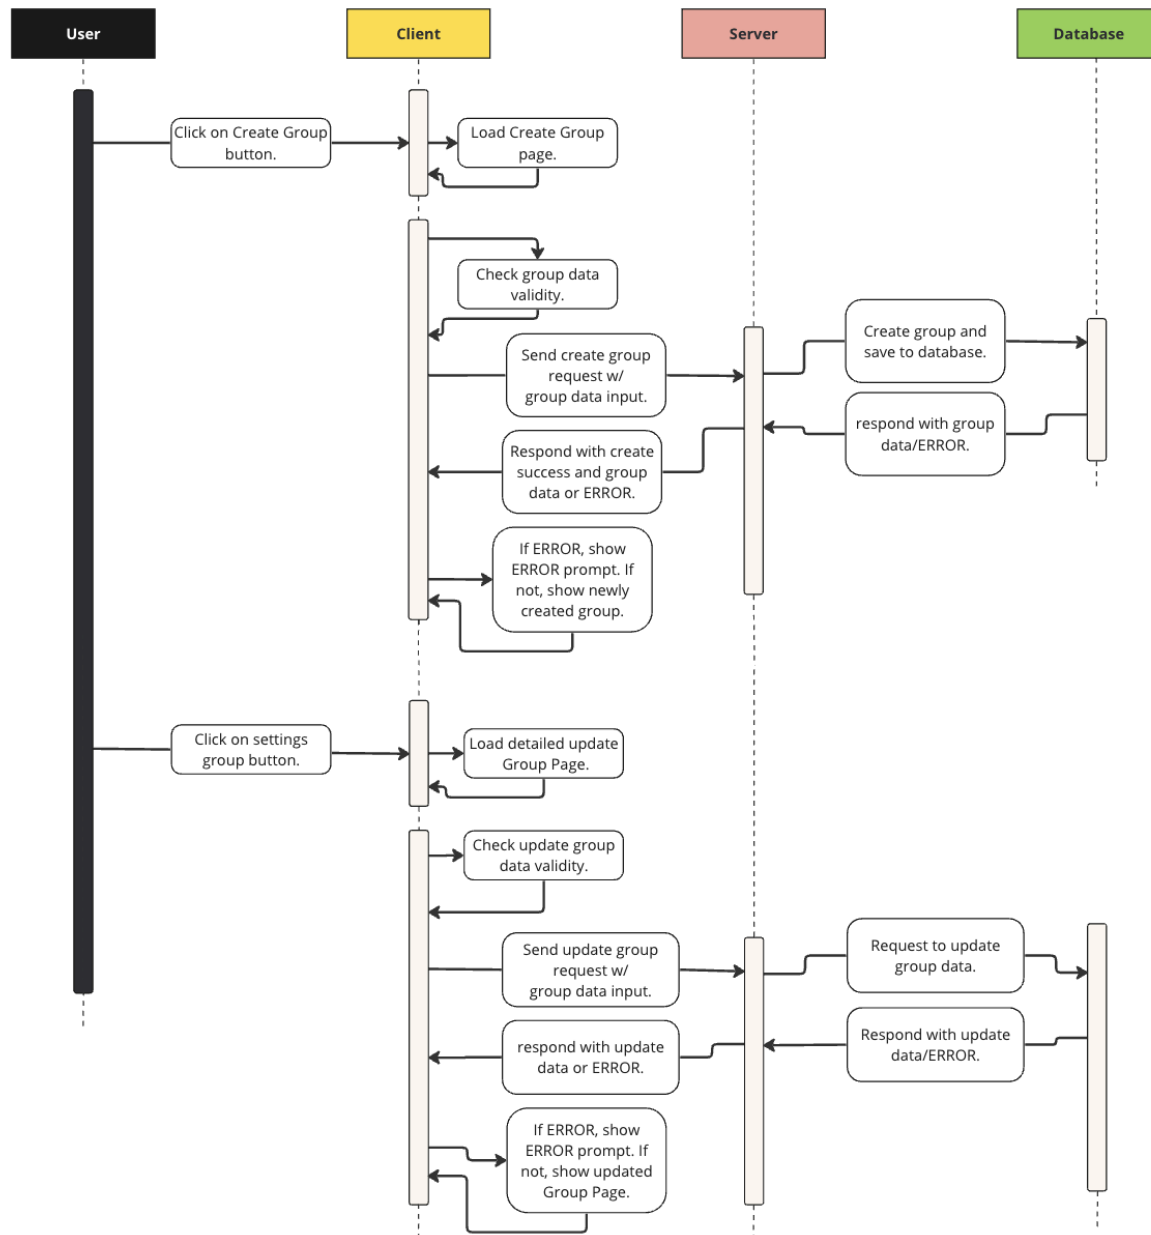 User
Client
Server
Database
Click on Create Group
button.
Load Create Group
page.
Check group data
validity.
Create group and
save to database.
Send create group
request w/
group data input.
respond with group
data/ERROR.
Respond with create
success and group
data or ERROR.
If ERROR, show
ERROR prompt. If
not, show newly
created group.
Click on settings
group button.
Load detailed update
Group Page.
Check update group
data validity.
Send update group
request w/
group data input.
Request to update
group data.
respond with update
data or ERROR.
Respond with update
data/ERROR.
If ERROR, show
ERROR prompt. If
not, show updated
Group Page.